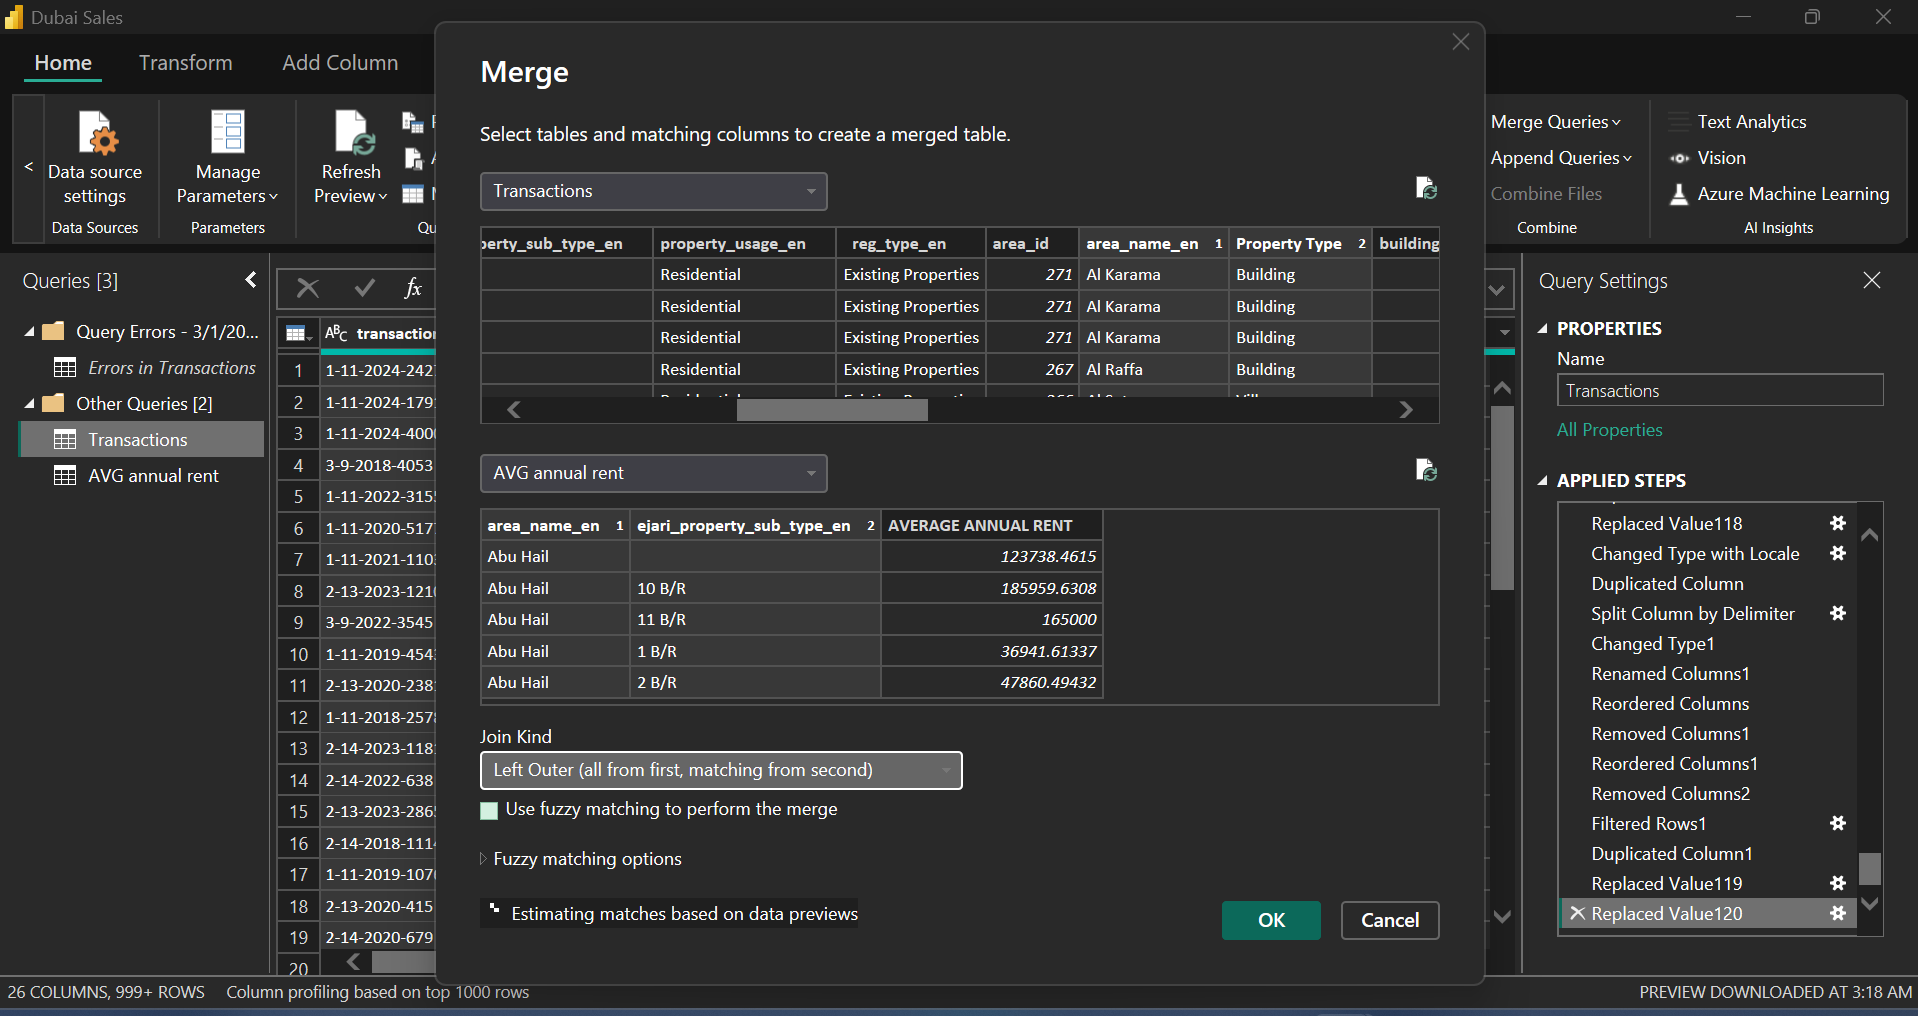 Dubai Sales
Home Transform Add Column
Data source settings
Data Sources
Manage Parameters
Parameters
Refresh Preview
Merge Queries
Append Queries
Combine Files
Combine
Text Analytics
Vision
Azure Machine Learning
AI Insights
Queries [3]
Query Errors - 3/1/20...
Errors in Transactions
Other Queries [2]
Transactions
AVG annual rent
fx
ABC transaction
1 1-11-2024-242
2 1-11-2024-179
3 1-11-2024-400
4 3-9-2018-4053
5 1-11-2022-315
6 1-11-2020-517
7 1-11-2021-110
8 2-13-2023-121
9 3-9-2022-3545
10 1-11-2019-454
11 2-13-2020-238
12 1-11-2018-257
13 2-14-2023-118
14 2-14-2022-638
15 2-13-2023-286
16 2-14-2018-111
17 1-11-2019-107
18 2-13-2020-415
19 2-14-2020-679
20
Merge
Select tables and matching columns to create a merged table.
Transactions
perty_sub_type_en property_usage_en reg_type_en area_id area_name_en 1 Property Type 2 building
Residential Existing Properties 271 Al Karama Building
Residential Existing Properties 271 Al Karama Building
Residential Existing Properties 271 Al Karama Building
Residential Existing Properties 267 Al Raffa Building
AVG annual rent
area_name_en 1 ejari_property_sub_type_en 2 AVERAGE ANNUAL RENT
Abu Hail 123738.4615
Abu Hail 10 B/R 185959.6308
Abu Hail 11 B/R 165000
Abu Hail 1 B/R 36941.61337
Abu Hail 2 B/R 47860.49432
Join Kind
Left Outer (all from first, matching from second)
Use fuzzy matching to perform the merge
Fuzzy matching options
Estimating matches based on data previews
OK Cancel
Query Settings
PROPERTIES
Name
Transactions
All Properties
APPLIED STEPS
Replaced Value118
Changed Type with Locale
Duplicated Column
Split Column by Delimiter
Changed Type1
Renamed Columns1
Reordered Columns
Removed Columns1
Reordered Columns1
Removed Columns2
Filtered Rows1
Duplicated Column1
Replaced Value119
Replaced Value120
26 COLUMNS, 999+ ROWS Column profiling based on top 1000 rows
PREVIEW DOWNLOADED AT 3:18 AM